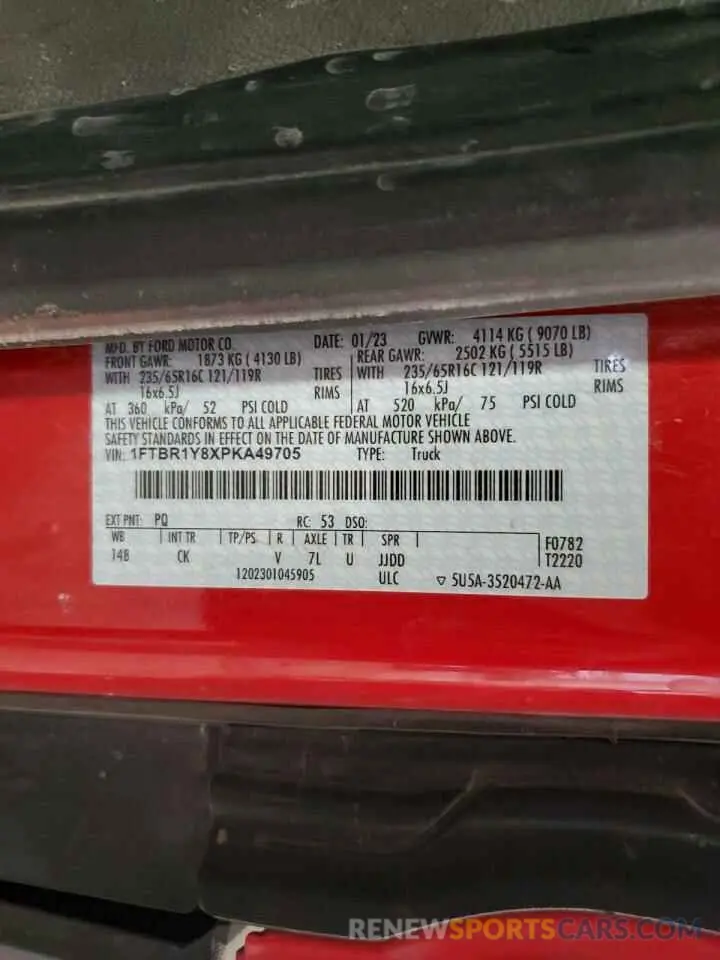 MFD. BY FORD MOTOR CO. DATE: 01/23 GVWR: 4114 KG ( 9070 LB)
FRONT GAWR: 1873 KG ( 4130 LB) REAR GAWR: 2502 KG ( 5515 LB)
WITH 235/65R16C 121/119R TIRES WITH 235/65R16C 121/119R TIRES
16x6.5J RIMS 16x6.5J RIMS
AT 360 kPa/ 52 PSI COLD AT 520 kPa/ 75 PSI COLD
THIS VEHICLE CONFORMS TO ALL APPLICABLE FEDERAL MOTOR VEHICLE
SAFETY STANDARDS IN EFFECT ON THE DATE OF MANUFACTURE SHOWN ABOVE.
VIN: 1FTBR1Y8XPKA49705 TYPE: Truck
EXT PNT: PQ RC: 53 DSO:
WB INT TR TP/PS R AXLE TR SPR F0782
148 CK V 7L U JJDD T2220
1202301045905 ULC ▽ 5U5A-3520472-AA
RENEWSPORTSCARS.COM